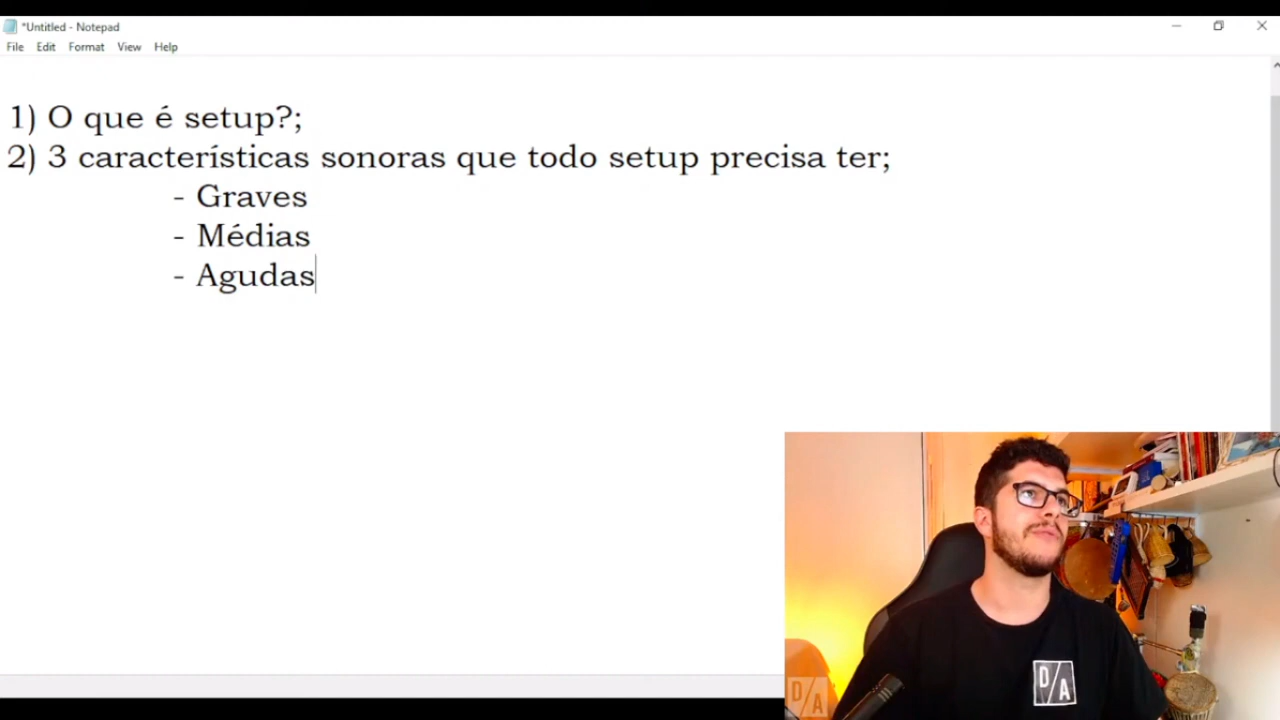 *Untitled - Notepad
File Edit Format View Help
1) O que é setup?;
2) 3 características sonoras que todo setup precisa ter;
- Graves
- Médias
- Agudas
D/A
D/A